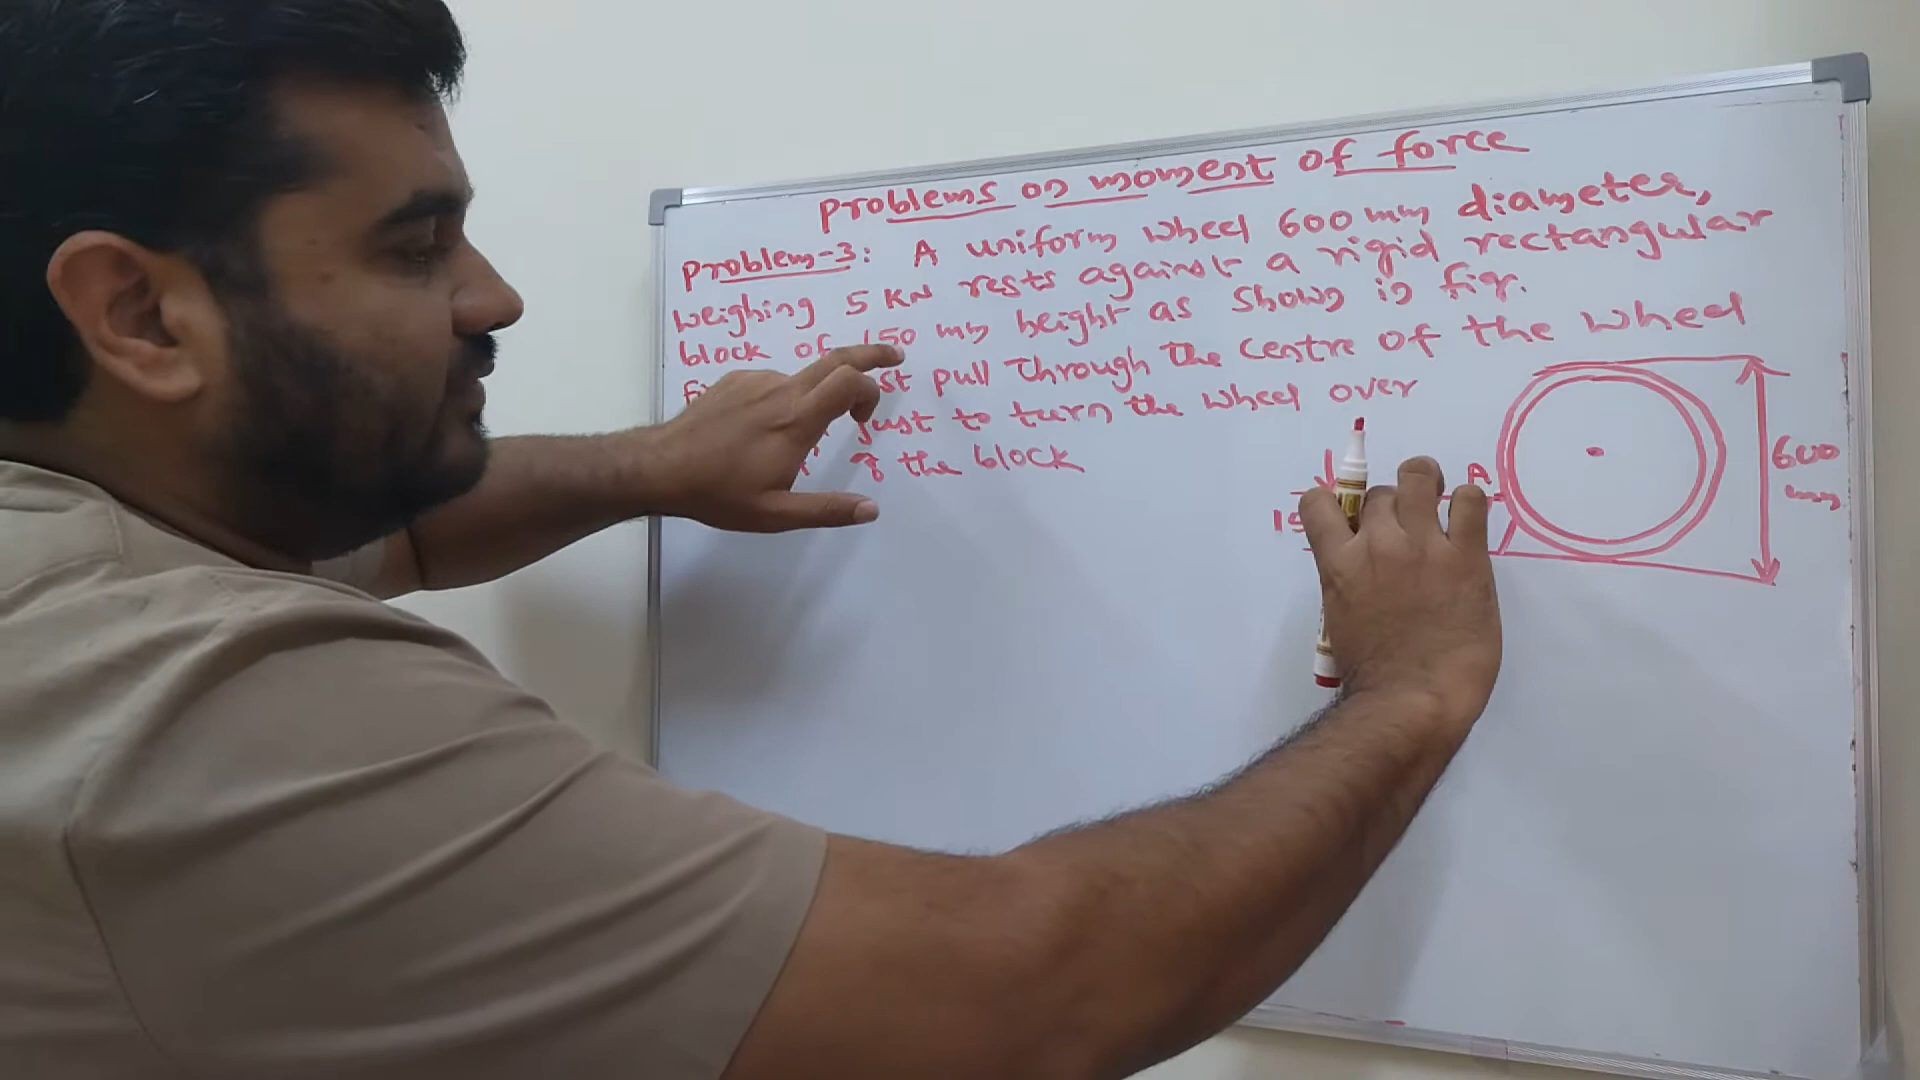 Problems on moment of force
Problem-3: A uniform wheel 600 mm diameter,
weighing 5 KN rests against a rigid rectangular
block of 150 mm height as shown in fig.
pull through the centre of the wheel
just to turn the wheel over
of the block
A
600
mm